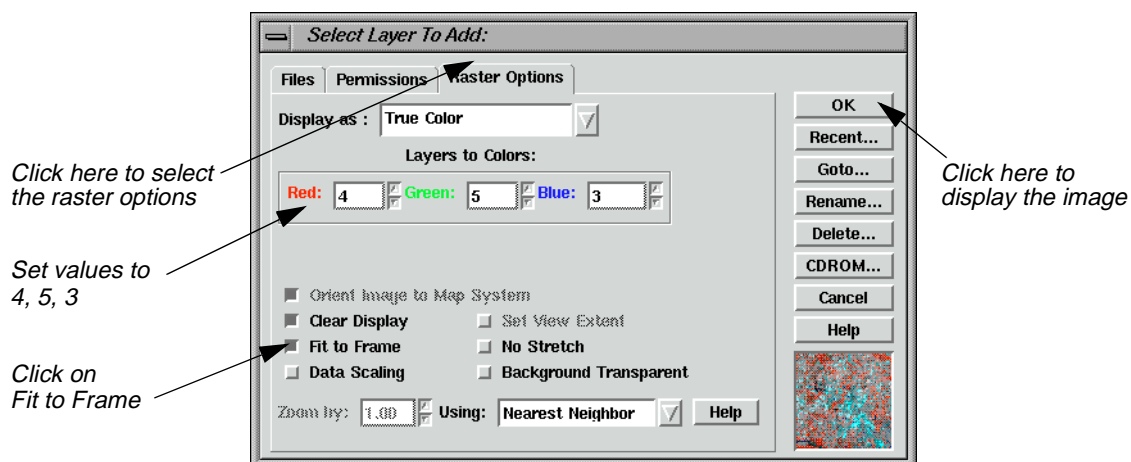 Select Layer To Add:
Files Permissions Raster Options
Display as : True Color
Layers to Colors:
Red: 4 Green: 5 Blue: 3
Orient Image to Map System
Clear Display Set View Extent
Fit to Frame No Stretch
Data Scaling Background Transparent
Zoom by: 1.00 Using: Nearest Neighbor Help
OK
Recent...
Goto...
Rename...
Delete...
CDROM...
Cancel
Help
Click here to select
the raster options
Set values to
4, 5, 3
Click on
Fit to Frame
Click here to
display the image